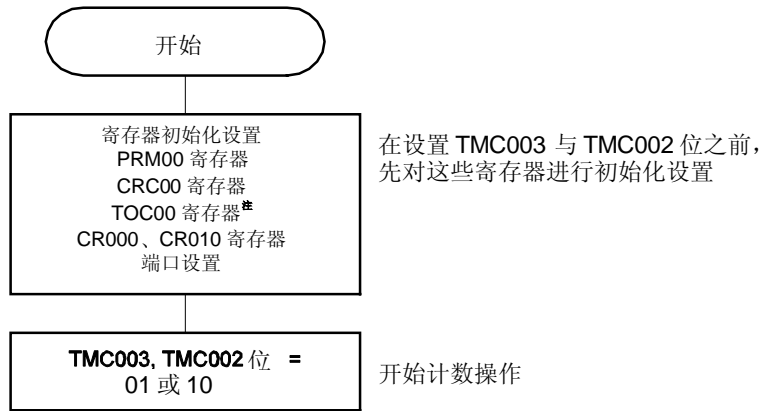 开始
寄存器初始化设置
PRM00 寄存器
CRC00 寄存器
TOC00 寄存器注
CR000、CR010 寄存器
端口设置
在设置 TMC003 与 TMC002 位之前，
先对这些寄存器进行初始化设置
TMC003, TMC002 位 =
01 或 10
开始计数操作